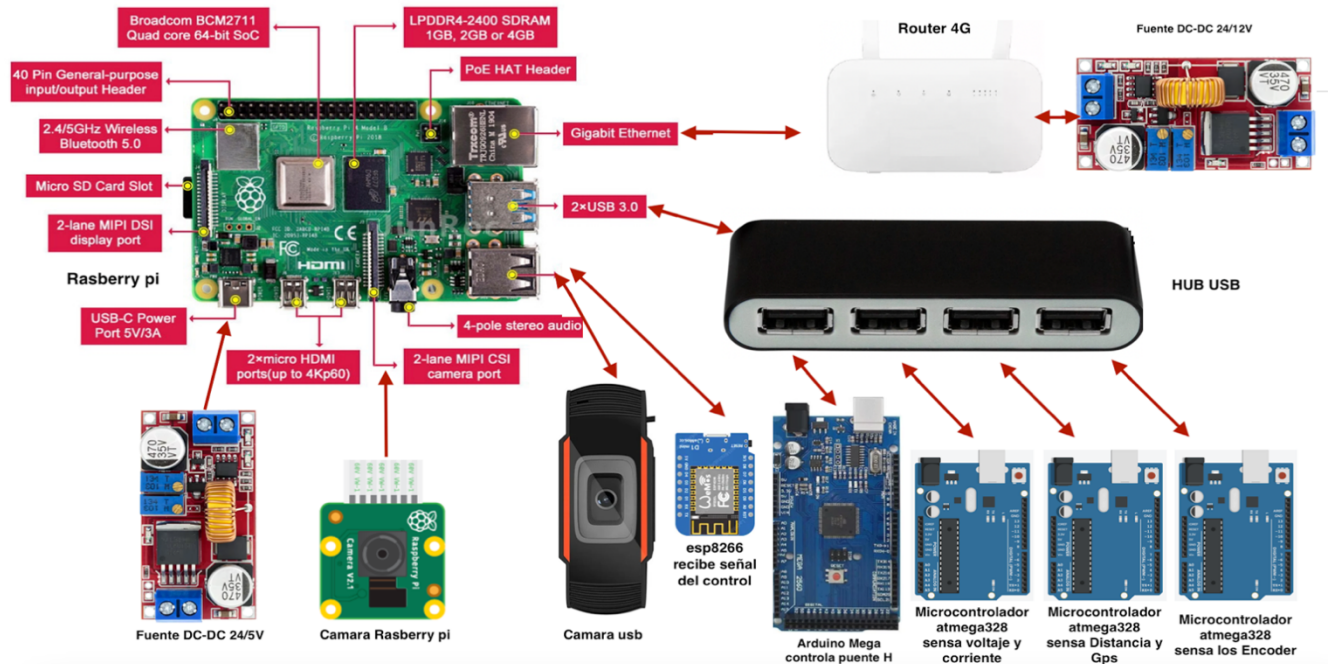 Broadcom BCM2711
Quad core 64-bit SoC
LPDDR4-2400 SDRAM
1GB, 2GB or 4GB
Router 4G
Fuente DC-DC 24/12V
40 Pin General-purpose
input/output Header
PoE HAT Header
2.4/5GHz Wireless
Bluetooth 5.0
Gigabit Ethernet
Micro SD Card Slot
2×USB 3.0
2-lane MIPI DSI
display port
Rasberry pi
HDMI
HUB USB
USB-C Power
Port 5V/3A
4-pole stereo audio
2×micro HDMI
ports(up to 4Kp60)
2-lane MIPI CSI
camera port
Raspberry Pi
Camera V2.1
esp8266
recibe señal
del control
Fuente DC-DC 24/5V
Camara Rasberry pi
Camara usb
Arduino Mega
controla puente H
Microcontrolador
atmega328
sensa voltaje y
corriente
Microcontrolador
atmega328
sensa Distancia y
Gps
Microcontrolador
atmega328
sensa los Encoder